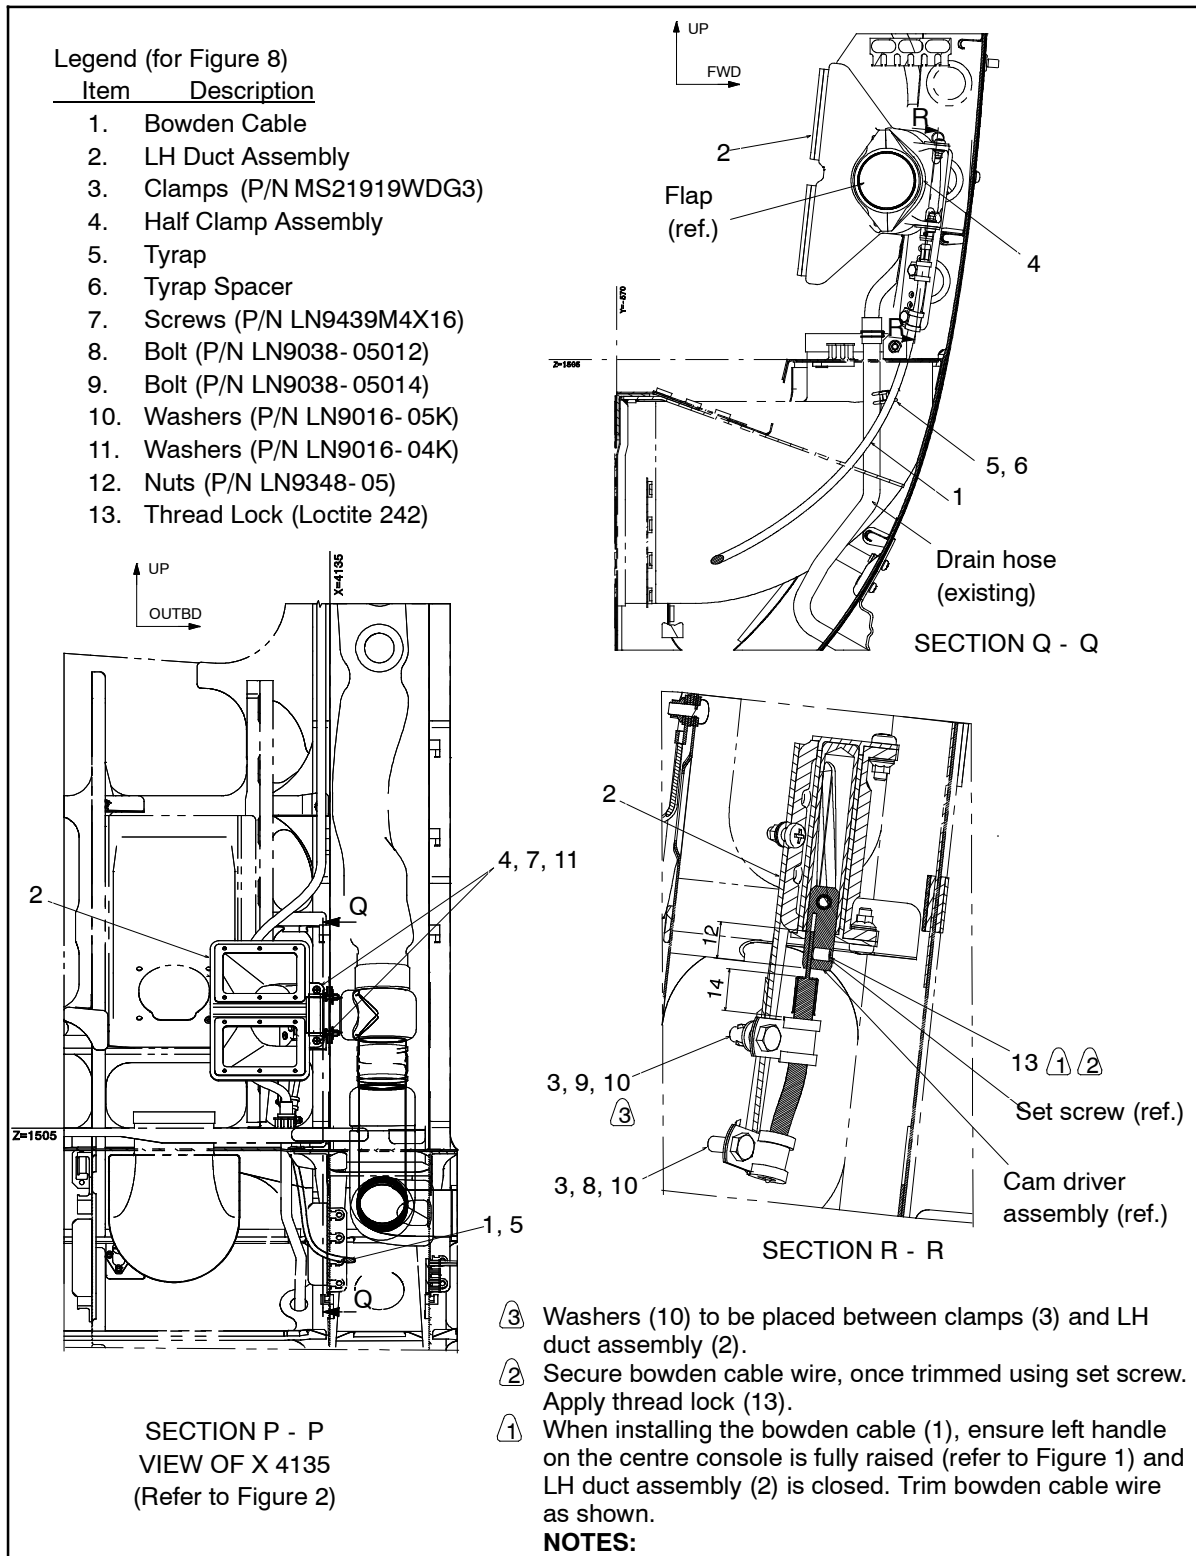 Legend (for Figure 8)
Item Description
1. Bowden Cable
2. LH Duct Assembly
3. Clamps (P/N MS21919WDG3)
4. Half Clamp Assembly
5. Tyrap
6. Tyrap Spacer
7. Screws (P/N LN9439M4X16)
8. Bolt (P/N LN9038-05012)
9. Bolt (P/N LN9038-05014)
10. Washers (P/N LN9016-05K)
11. Washers (P/N LN9016-04K)
12. Nuts (P/N LN9348-05)
13. Thread Lock (Loctite 242)
UP
FWD
R
2
Flap
(ref.)
4
Y=-570
R
Z=1505
5, 6
1
Drain hose
(existing)
SECTION Q - Q
UP
OUTBD
X=4135
2
4, 7, 11
Q
Z=1505
1, 5
Q
SECTION P - P
VIEW OF X 4135
(Refer to Figure 2)
2
12
14
3, 9, 10
3
3, 8, 10
13 1 2
Set screw (ref.)
Cam driver
assembly (ref.)
SECTION R - R
3 Washers (10) to be placed between clamps (3) and LH
duct assembly (2).
2 Secure bowden cable wire, once trimmed using set screw.
Apply thread lock (13).
1 When installing the bowden cable (1), ensure left handle
on the centre console is fully raised (refer to Figure 1) and
LH duct assembly (2) is closed. Trim bowden cable wire
as shown.
NOTES: